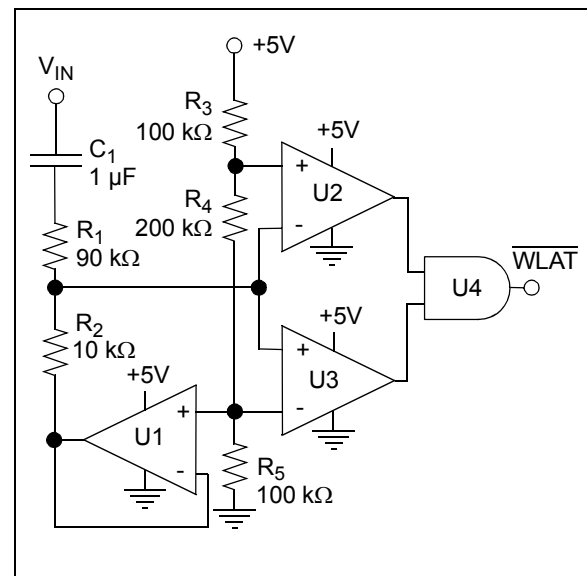 +5V
V_IN
R_3
100 kΩ
C_1
1 µF
+5V
+
U2
-
R_4
200 kΩ
R_1
90 kΩ
WLAT
U4
R_2
10 kΩ
+5V
+
U3
-
+5V
+
U1
-
R_5
100 kΩ